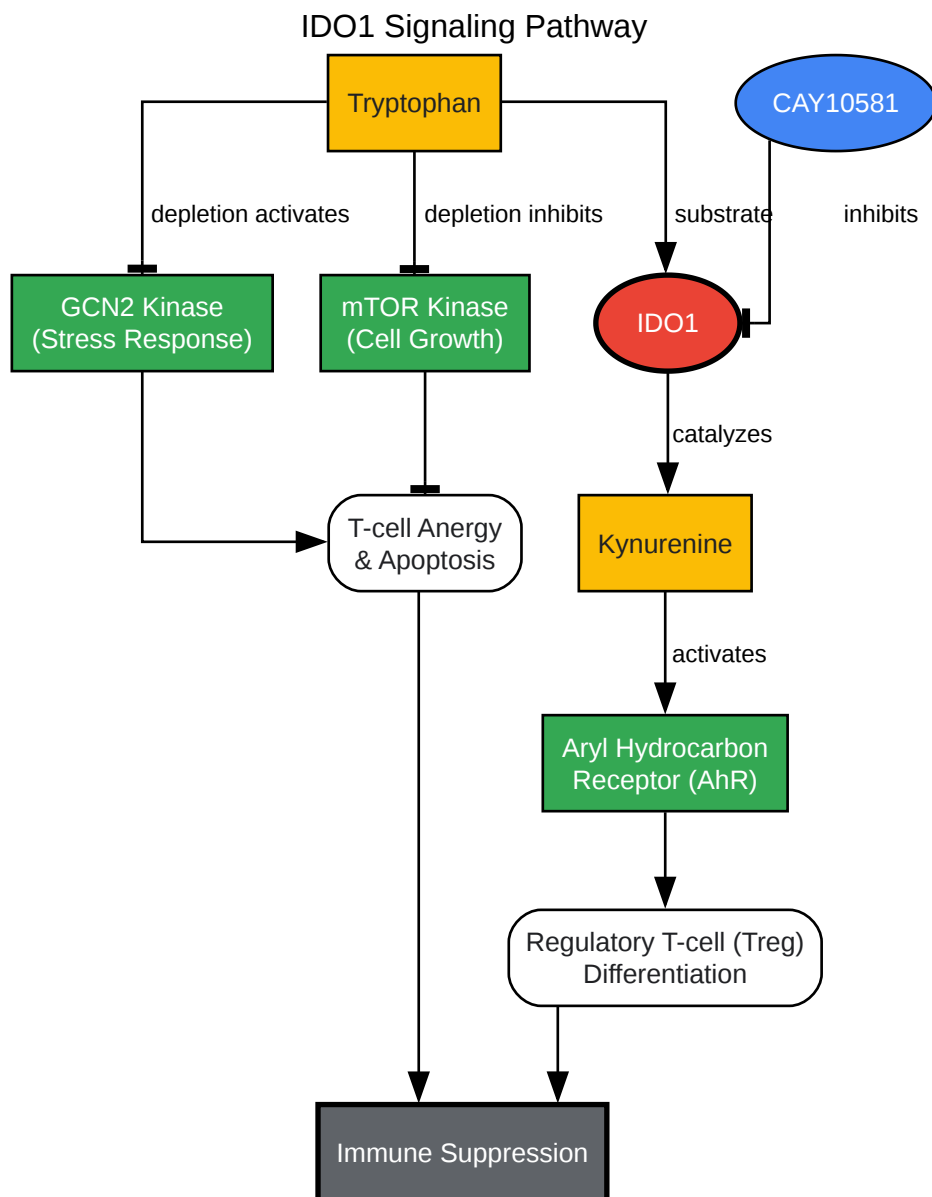 IDO1 Signaling Pathway
Tryptophan
CAY10581
depletion activates
depletion inhibits
substrate
inhibits
GCN2 Kinase
(Stress Response)
mTOR Kinase
(Cell Growth)
IDO1
catalyzes
T-cell Anergy
& Apoptosis
Kynurenine
activates
Aryl Hydrocarbon
Receptor (AhR)
Regulatory T-cell (Treg)
Differentiation
Immune Suppression